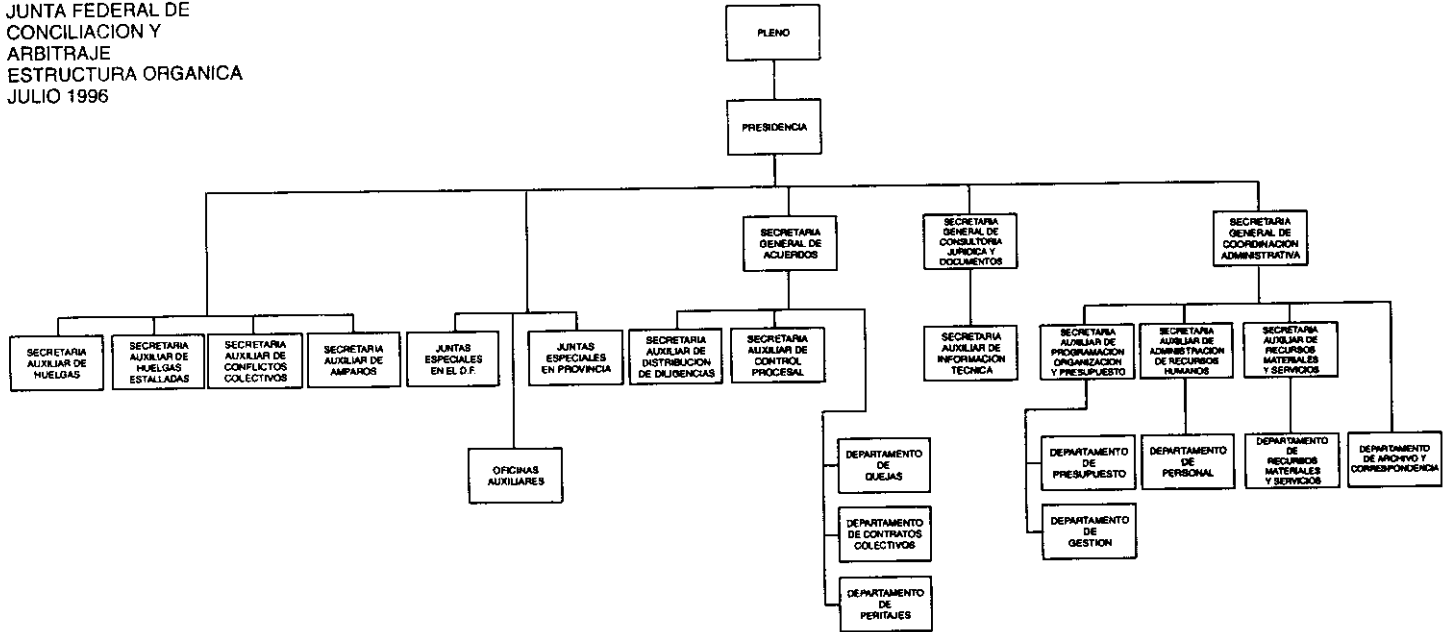 JUNTA FEDERAL DE
CONCILIACION Y
ARBITRAJE
ESTRUCTURA ORGANICA
JULIO 1996
PLENO
PRESIDENCIA
SECRETARIA
GENERAL DE
ACUERDOS
SECRETARIA
GENERAL DE
CONSULTORIA
JURIDICA Y
DOCUMENTOS
SECRETARIA
GENERAL DE
COORDINACION
ADMINISTRATIVA
SECRETARIA
AUXILIAR DE
HUELGAS
SECRETARIA
AUXILIAR DE
HUELGAS
ESTALLADAS
SECRETARIA
AUXILIAR DE
CONFLICTOS
COLECTIVOS
SECRETARIA
AUXILIAR DE
AMPAROS
JUNTAS
ESPECIALES
EN EL D.F.
JUNTAS
ESPECIALES
EN PROVINCIA
SECRETARIA
AUXILIAR DE
DISTRIBUCION
DE DILIGENCIAS
SECRETARIA
AUXILIAR DE
CONTROL
PROCESAL
SECRETARIA
AUXILIAR DE
INFORMACION
TECNICA
SECRETARIA
AUXILIAR DE
PROGRAMACION
ORGANIZACION
Y PRESUPUESTO
SECRETARIA
AUXILIAR DE
ADMINISTRACION
DE RECURSOS
HUMANOS
SECRETARIA
AUXILIAR DE
RECURSOS
MATERIALES
Y SERVICIOS
OFICINAS
AUXILIARES
DEPARTAMENTO
DE
QUEJAS
DEPARTAMENTO
DE
PRESUPUESTO
DEPARTAMENTO
DE
PERSONAL
DEPARTAMENTO
DE
RECURSOS
MATERIALES
Y SERVICIOS
DEPARTAMENTO
DE ARCHIVO Y
CORRESPONDENCIA
DEPARTAMENTO
DE CONTRATOS
COLECTIVOS
DEPARTAMENTO
DE
GESTION
DEPARTAMENTO
DE
PERITAJES